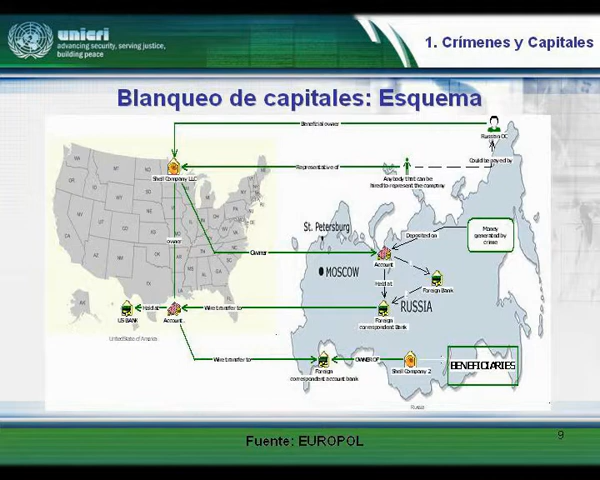 unicri
advancing security, serving justice,
building peace
1. Crímenes y Capitales
Blanqueo de capitales: Esquema
Beneficial owner
Russian OC
Shell Company LLC
Representative of
Anybody that can be
hired to represent the company
Could be payed by
owner
Owner
St. Petersburg
MOSCOW
RUSSIA
Deposited on
Money
generated by
crime
Account
Held at
Foreign Bank
US BANK
Held at
Account
Wire transfer to
Foreign
correspondent Bank
United States of America
Wire transfer to
Foreign
correspondent account bank
OWNER OF
Shell Company 2
BENEFICIARIES
Russia
Fuente: EUROPOL
9